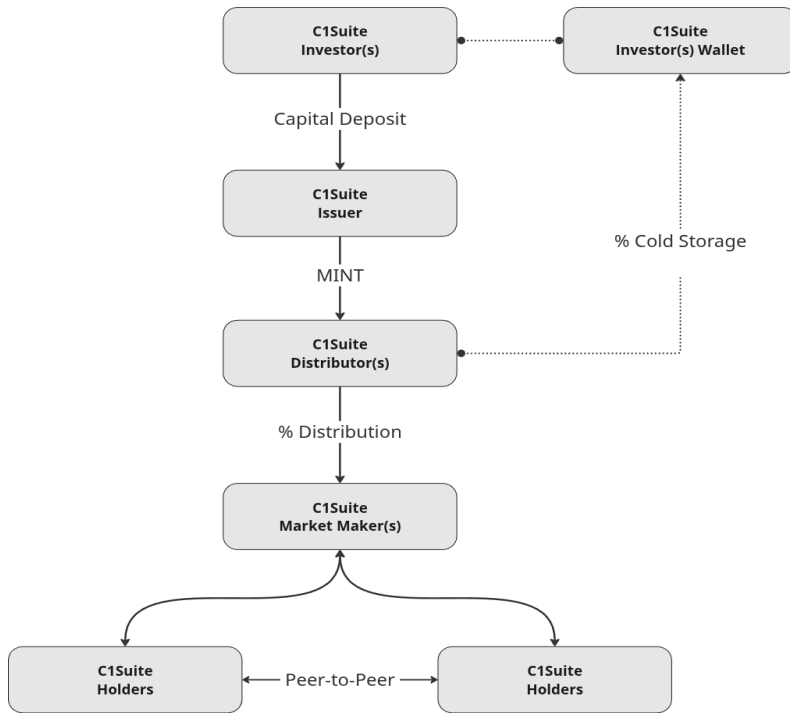 C1Suite
Investor(s)
C1Suite
Investor(s) Wallet
Capital Deposit
C1Suite
Issuer
% Cold Storage
MINT
C1Suite
Distributor(s)
% Distribution
C1Suite
Market Maker(s)
C1Suite
Holders
Peer-to-Peer
C1Suite
Holders